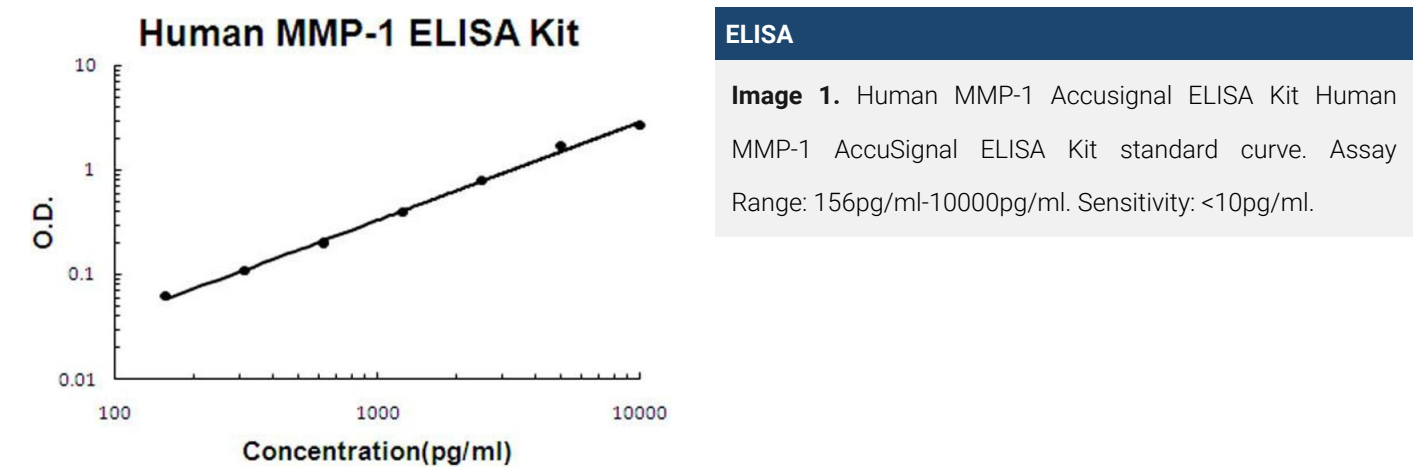 Human MMP-1 ELISA Kit
10
1
0.1
0.01
O.D.
100 1000 10000
Concentration(pg/ml)
ELISA
Image 1. Human MMP-1 Accusignal ELISA Kit Human
MMP-1 AccuSignal ELISA Kit standard curve. Assay
Range: 156pg/ml-10000pg/ml. Sensitivity: <10pg/ml.